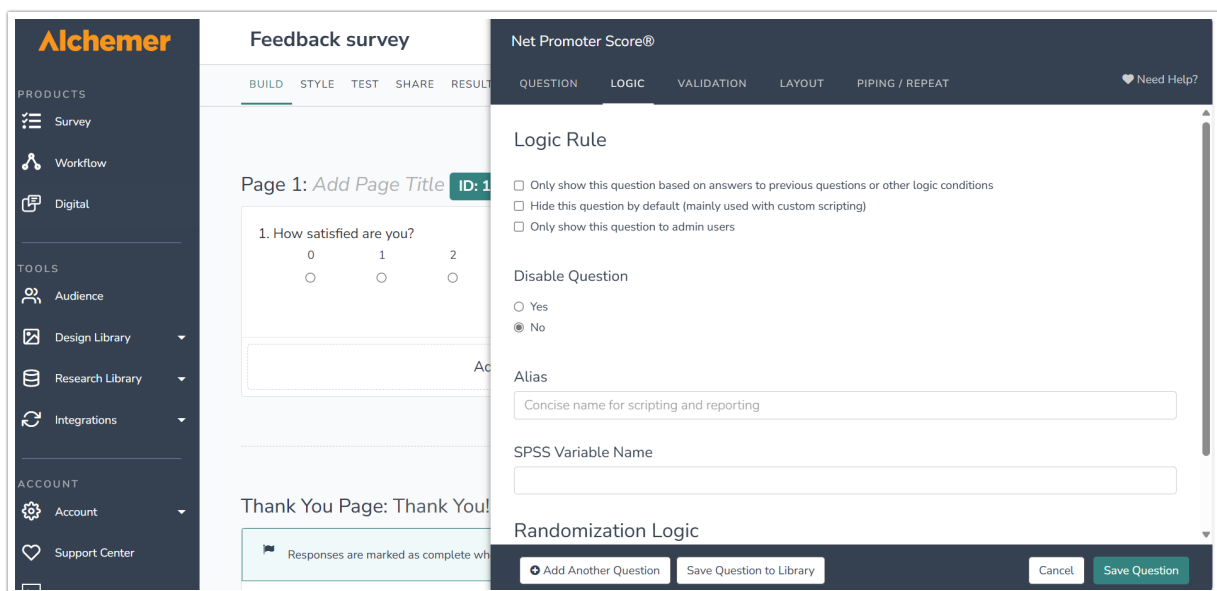 Alchemer
PRODUCTS
Survey
Workflow
Digital
TOOLS
Audience
Design Library
Research Library
Integrations
ACCOUNT
Account
Support Center
Feedback survey
BUILD STYLE TEST SHARE RESULT
Page 1: Add Page Title ID: 1
1. How satisfied are you?
0 1 2
Ad
Thank You Page: Thank You!
Responses are marked as complete wh
Net Promoter Score®
QUESTION LOGIC VALIDATION LAYOUT PIPING / REPEAT Need Help?
Logic Rule
Only show this question based on answers to previous questions or other logic conditions
Hide this question by default (mainly used with custom scripting)
Only show this question to admin users
Disable Question
Yes
No
Alias
Concise name for scripting and reporting
SPSS Variable Name
Randomization Logic
Add Another Question Save Question to Library Cancel Save Question